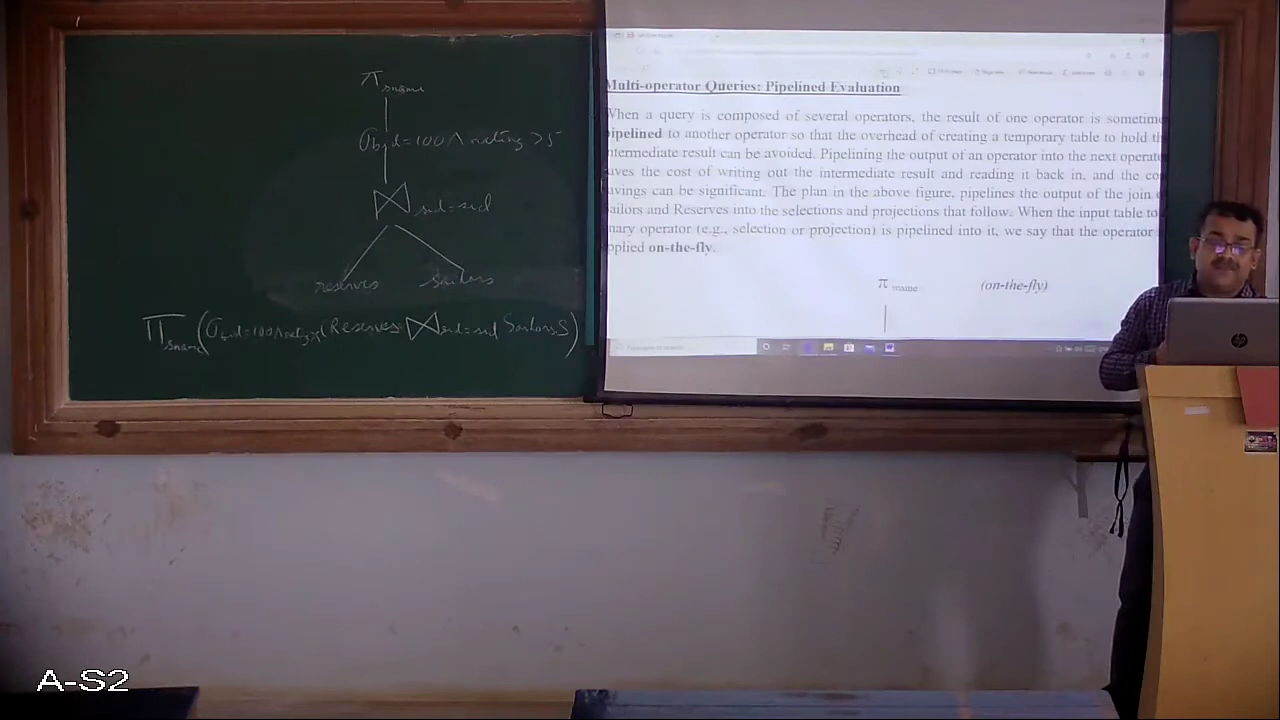 π sname
σ bid=100 ∧ rating >5
⋈ sid=sid
reserves sailors
π sname (σ bid=100 ∧ (Reserves ⋈ sid=sid Sailors S)
Multi-operator Queries: Pipelined Evaluation
When a query is composed of several operators, the result of one operator is sometime
pipelined to another operator so that the overhead of creating a temporary table to hold th
ntermediate result can be avoided. Pipelining the output of an operator into the next operato
aves the cost of writing out the intermediate result and reading it back in, and the co
avings can be significant. The plan in the above figure, pipelines the output of the join
ailors and Reserves into the selections and projections that follow. When the input table to
nary operator (e.g., selection or projection) is pipelined into it, we say that the operator
pplied on-the-fly.
π sname (on-the-fly)
hp
A-S2